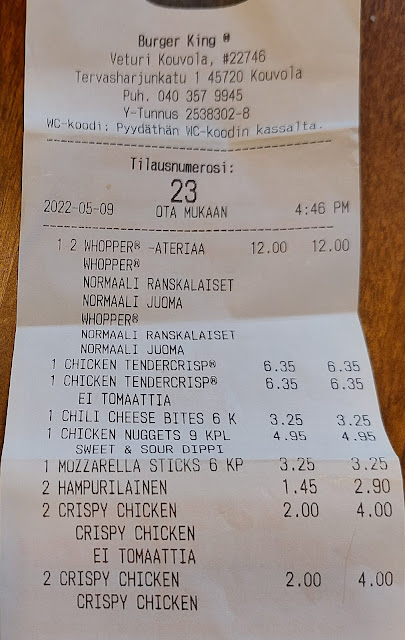 Burger King ®
Veturi Kouvola, #22746
Tervasharjunkatu 1 45720 Kouvola
Puh. 040 357 9945
Y-Tunnus 2538302-8
WC-koodi: Pyydäthän WC-koodin kassalta.
Tilausnumerosi:
23
2022-05-09 OTA MUKAAN 4:46 PM
1 2 WHOPPER® -ATERIAA 12.00 12.00
WHOPPER®
NORMAALI RANSKALAISET
NORMAALI JUOMA
WHOPPER®
NORMAALI RANSKALAISET
NORMAALI JUOMA
1 CHICKEN TENDERCRISP® 6.35 6.35
1 CHICKEN TENDERCRISP® 6.35 6.35
EI TOMAATTIA
1 CHILI CHEESE BITES 6 K 3.25 3.25
1 CHICKEN NUGGETS 9 KPL 4.95 4.95
SWEET & SOUR DIPPI
1 MOZZARELLA STICKS 6 KP 3.25 3.25
2 HAMPURILAINEN 1.45 2.90
2 CRISPY CHICKEN 2.00 4.00
CRISPY CHICKEN
EI TOMAATTIA
2 CRISPY CHICKEN 2.00 4.00
CRISPY CHICKEN